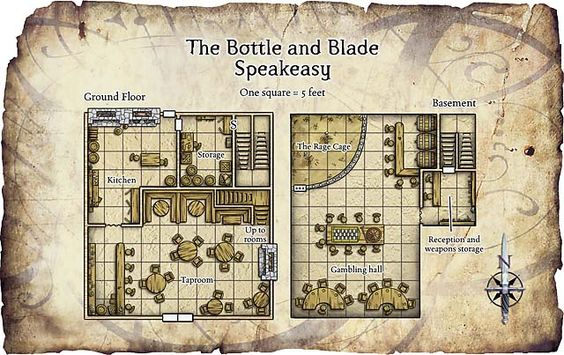 The Bottle and Blade
Speakeasy
One square = 5 feet
Ground Floor
Basement
S
Storage
Kitchen
Up to
rooms
Taproom
The Rage Cage
Reception and
weapons storage
Gambling hall
N